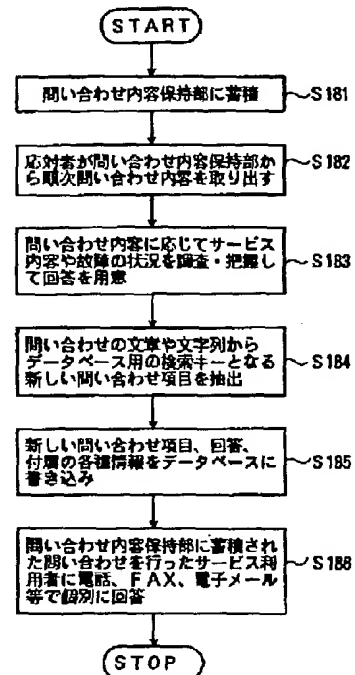 START
問い合わせ内容保持部に蓄積
S181
応対者が問い合わせ内容保持部か
ら順次問い合わせ内容を取り出す
S182
問い合わせ内容に応じてサービス
内容や故障の状況を調査・把握し
て回答を用意
S183
問い合わせの文章や文字列から
データベース用の検索キーとなる
新しい問い合わせ項目を抽出
S184
新しい問い合わせ項目、回答、
付属の各種情報をデータベースに
書き込み
S185
問い合わせ内容保持部に蓄積され
た問い合わせを行ったサービス利
用者に電話、FAX、電子メール
等で個別に回答
S186
STOP